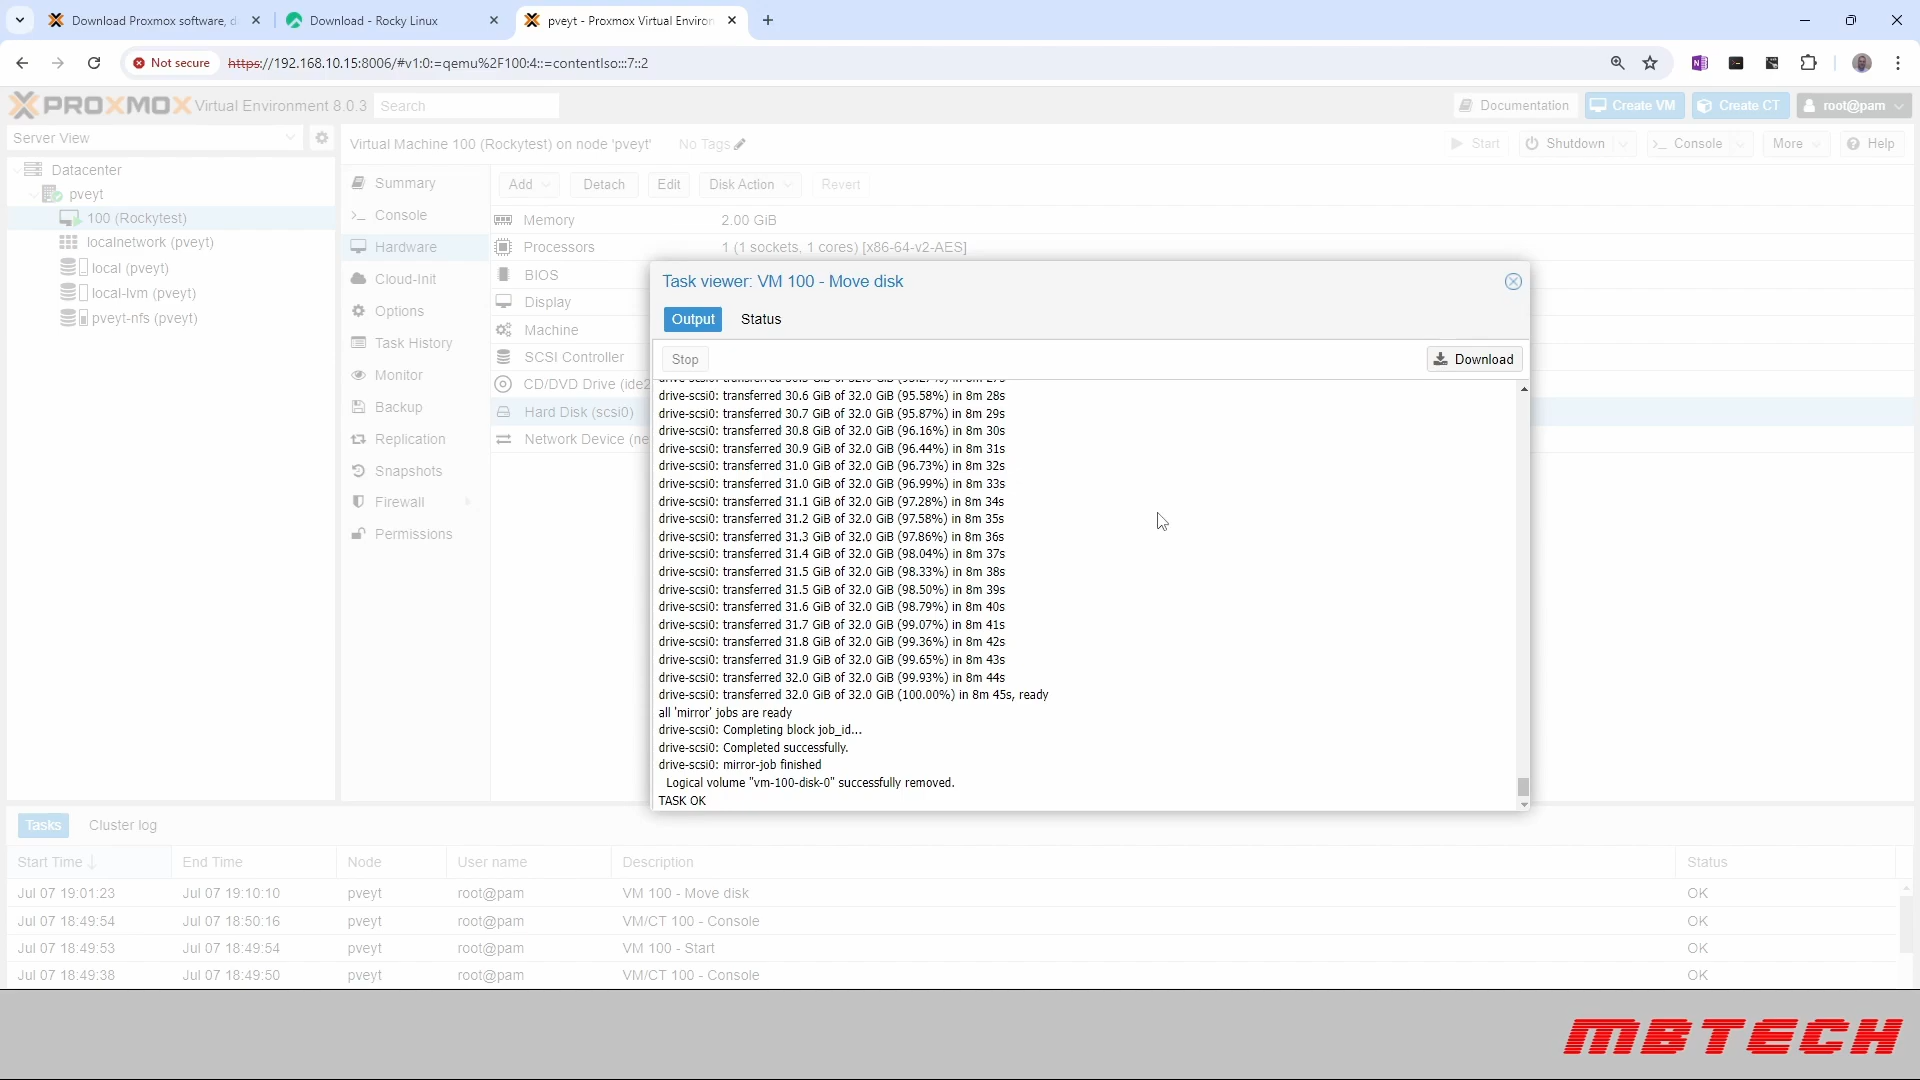 Download Proxmox software, d
Download - Rocky Linux
pveyt - Proxmox Virtual Environ
Not secure
https://192.168.10.15:8006/#v1:0:=qemu%2F100:4::=contentIso:::7::2
PROXMOX Virtual Environment 8.0.3
Search
Documentation
Create VM
Create CT
root@pam
Server View
Virtual Machine 100 (Rockytest) on node 'pveyt'
No Tags
Start
Shutdown
Console
More
Help
Datacenter
pveyt
100 (Rockytest)
localnetwork (pveyt)
local (pveyt)
local-lvm (pveyt)
pveyt-nfs (pveyt)
Summary
Console
Hardware
Cloud-Init
Options
Task History
Monitor
Backup
Replication
Snapshots
Firewall
Permissions
Add
Detach
Edit
Disk Action
Revert
Memory 2.00 GiB
Processors 1 (1 sockets, 1 cores) [x86-64-v2-AES]
BIOS
Display
Machine
SCSI Controller
CD/DVD Drive (ide2
Hard Disk (scsi0)
Network Device (ne
Task viewer: VM 100 - Move disk
Output
Status
Stop
Download
drive-scsi0: transferred 30.6 GiB of 32.0 GiB (95.58%) in 8m 28s
drive-scsi0: transferred 30.7 GiB of 32.0 GiB (95.87%) in 8m 29s
drive-scsi0: transferred 30.8 GiB of 32.0 GiB (96.16%) in 8m 30s
drive-scsi0: transferred 30.9 GiB of 32.0 GiB (96.44%) in 8m 31s
drive-scsi0: transferred 31.0 GiB of 32.0 GiB (96.73%) in 8m 32s
drive-scsi0: transferred 31.0 GiB of 32.0 GiB (96.99%) in 8m 33s
drive-scsi0: transferred 31.1 GiB of 32.0 GiB (97.28%) in 8m 34s
drive-scsi0: transferred 31.2 GiB of 32.0 GiB (97.58%) in 8m 35s
drive-scsi0: transferred 31.3 GiB of 32.0 GiB (97.86%) in 8m 36s
drive-scsi0: transferred 31.4 GiB of 32.0 GiB (98.04%) in 8m 37s
drive-scsi0: transferred 31.5 GiB of 32.0 GiB (98.33%) in 8m 38s
drive-scsi0: transferred 31.5 GiB of 32.0 GiB (98.50%) in 8m 39s
drive-scsi0: transferred 31.6 GiB of 32.0 GiB (98.79%) in 8m 40s
drive-scsi0: transferred 31.7 GiB of 32.0 GiB (99.07%) in 8m 41s
drive-scsi0: transferred 31.8 GiB of 32.0 GiB (99.36%) in 8m 42s
drive-scsi0: transferred 31.9 GiB of 32.0 GiB (99.65%) in 8m 43s
drive-scsi0: transferred 32.0 GiB of 32.0 GiB (99.93%) in 8m 44s
drive-scsi0: transferred 32.0 GiB of 32.0 GiB (100.00%) in 8m 45s, ready
all 'mirror' jobs are ready
drive-scsi0: Completing block job_id...
drive-scsi0: Completed successfully.
drive-scsi0: mirror-job finished
Logical volume "vm-100-disk-0" successfully removed.
TASK OK
Tasks
Cluster log
Start Time End Time Node User name Description Status
Jul 07 19:01:23 Jul 07 19:10:10 pveyt root@pam VM 100 - Move disk OK
Jul 07 18:49:54 Jul 07 18:50:16 pveyt root@pam VM/CT 100 - Console OK
Jul 07 18:49:53 Jul 07 18:49:54 pveyt root@pam VM 100 - Start OK
Jul 07 18:49:38 Jul 07 18:49:50 pveyt root@pam VM/CT 100 - Console OK
MBTECH